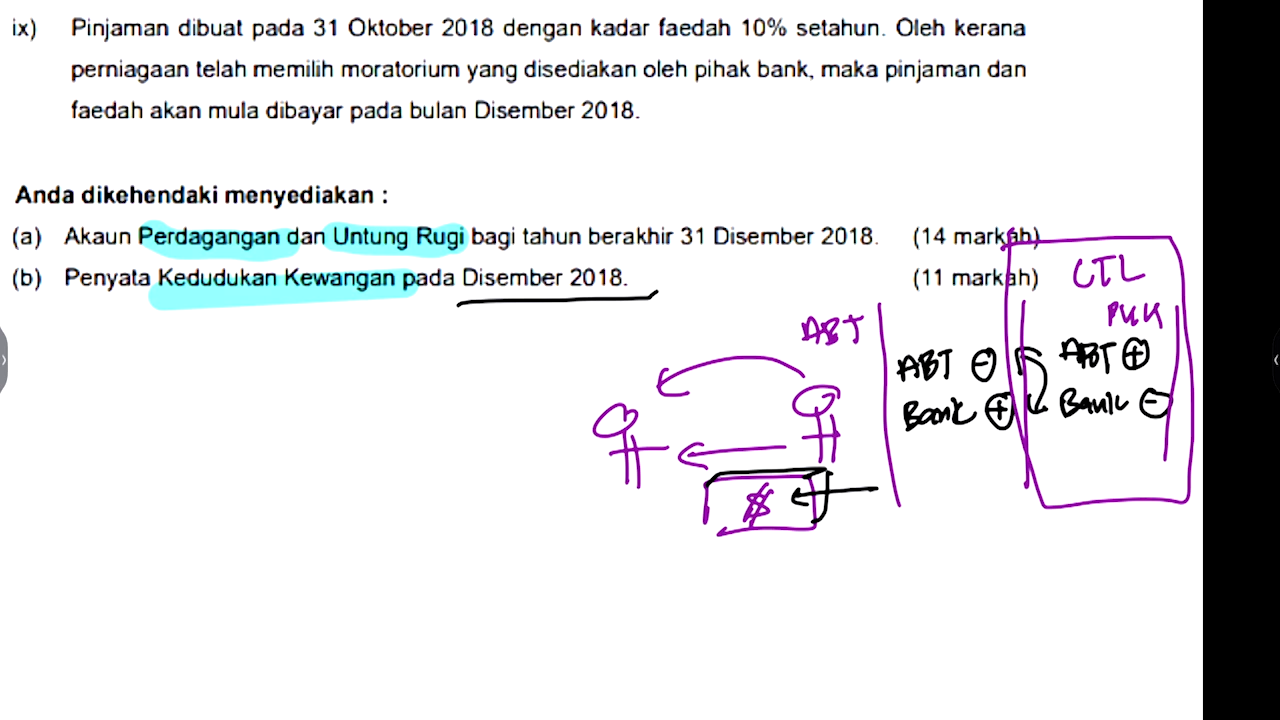 ix) Pinjaman dibuat pada 31 Oktober 2018 dengan kadar faedah 10% setahun. Oleh kerana
perniagaan telah memilih moratorium yang disediakan oleh pihak bank, maka pinjaman dan
faedah akan mula dibayar pada bulan Disember 2018.
Anda dikehendaki menyediakan :
(a) Akaun Perdagangan dan Untung Rugi bagi tahun berakhir 31 Disember 2018. (14 markah)
(b) Penyata Kedudukan Kewangan pada Disember 2018. (11 markah)
CTL
PKK
ABT
ABT - ABT +
Bank + Bank -
$